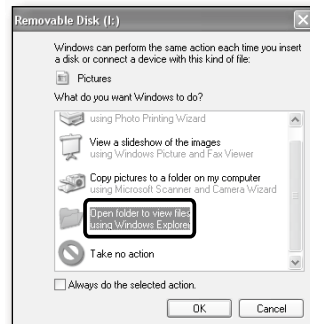 Removable Disk (I:)
Windows can perform the same action each time you insert
a disk or connect a device with this kind of file:
Pictures
What do you want Windows to do?
using Photo Printing Wizard
View a slideshow of the images
using Windows Picture and Fax Viewer
Copy pictures to a folder on my computer
using Microsoft Scanner and Camera Wizard
Open folder to view files
using Windows Explorer
Take no action
Always do the selected action.
OK
Cancel